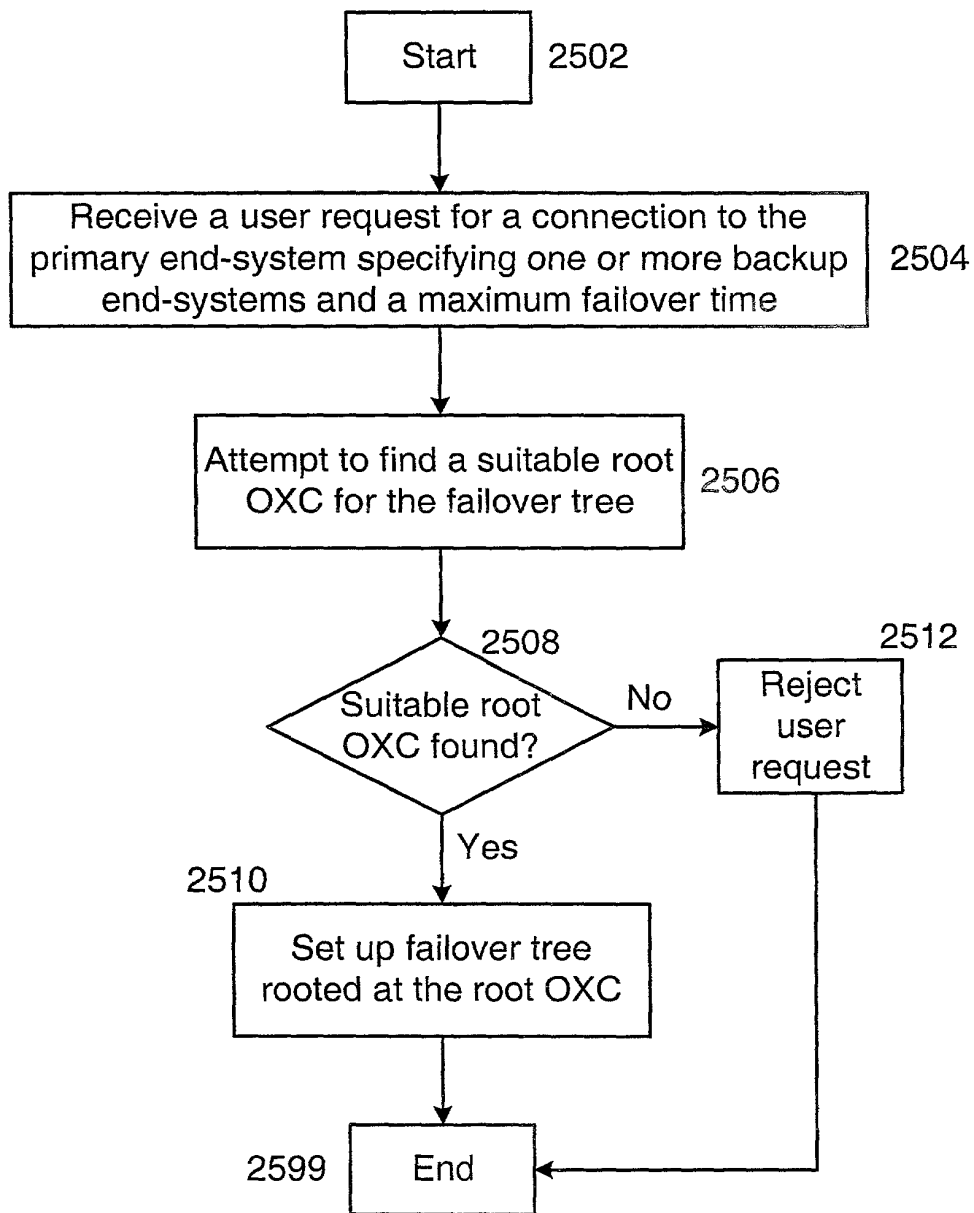 Start
2502
Receive a user request for a connection to the
primary end-system specifying one or more backup
end-systems and a maximum failover time
2504
Attempt to find a suitable root
OXC for the failover tree
2506
2508
Suitable root
OXC found?
No
2512
Reject
user
request
Yes
2510
Set up failover tree
rooted at the root OXC
2599
End